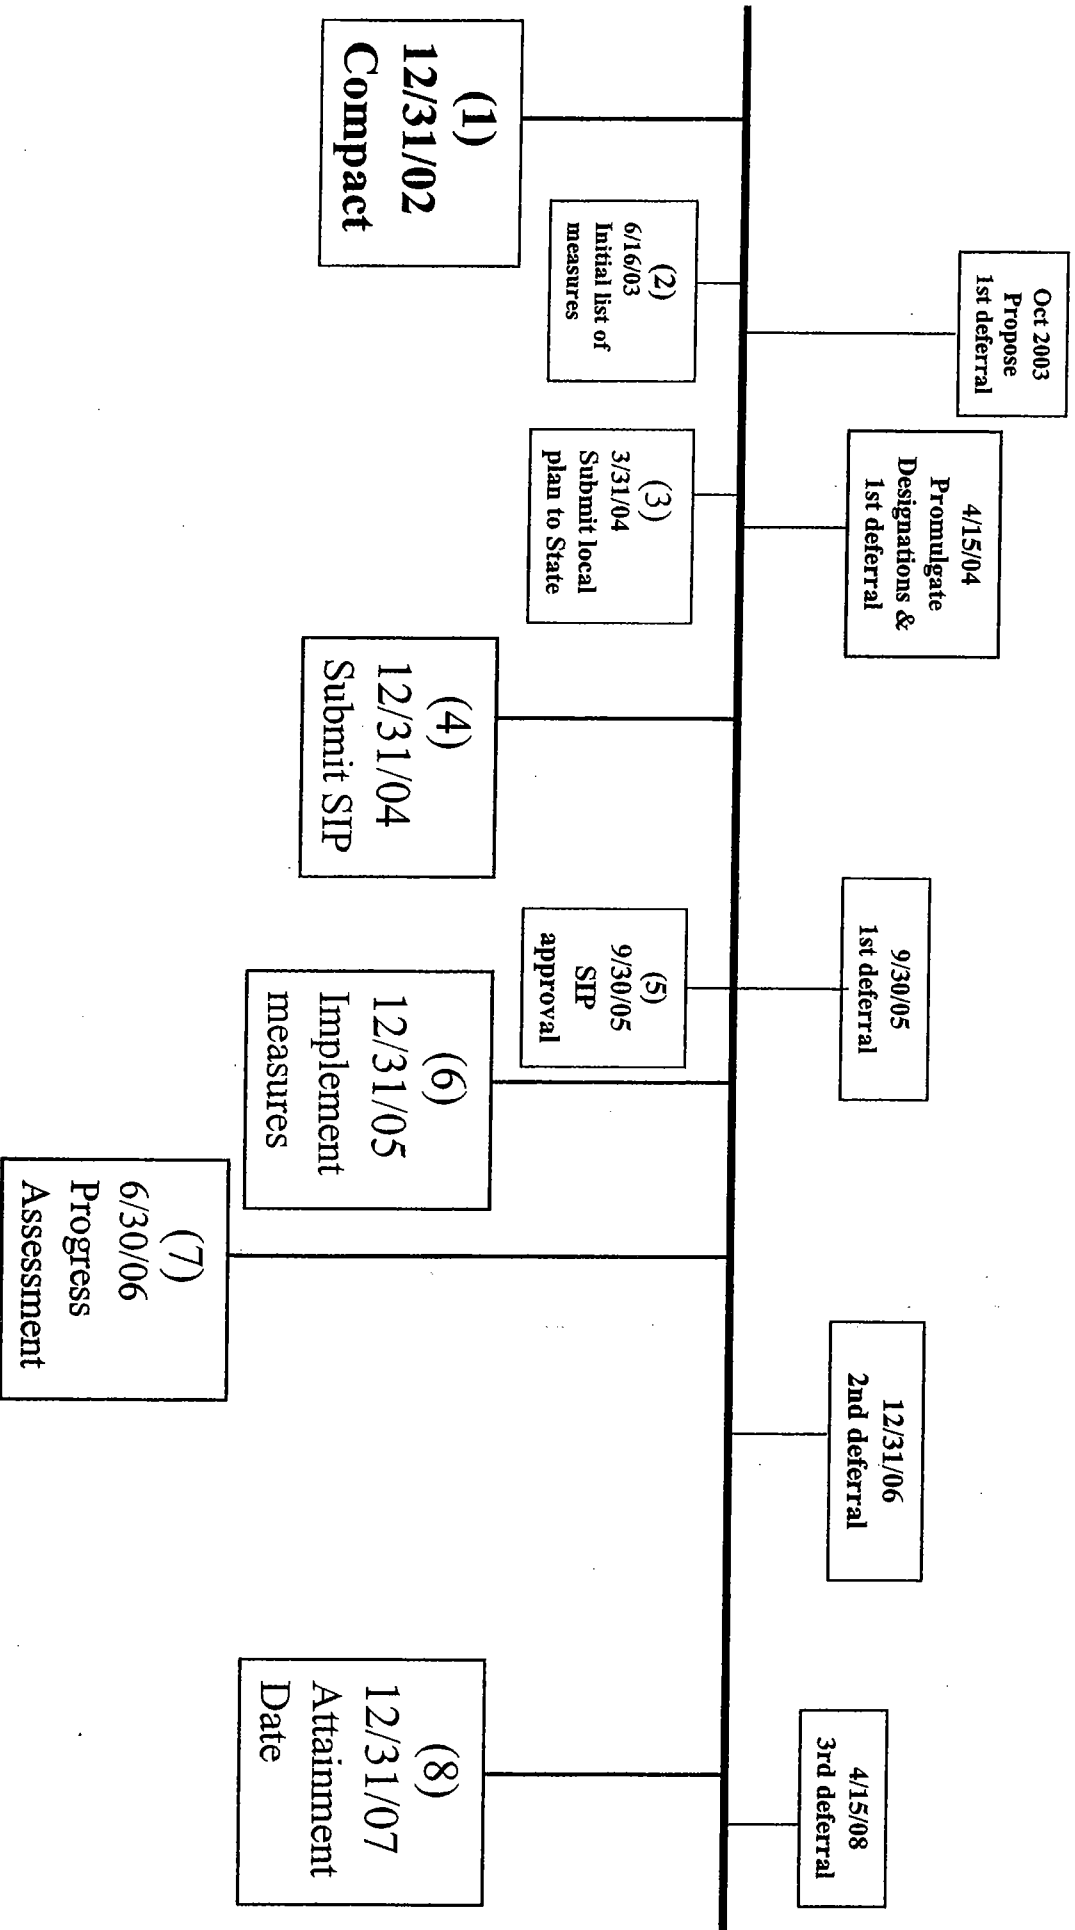 Oct 2003
Propose
1st deferral
4/15/04
Promulgate
Designations &
1st deferral
9/30/05
1st deferral
12/31/06
2nd deferral
4/15/08
3rd deferral
(1)
12/31/02
Compact
(2)
6/16/03
Initial list of
measures
(3)
3/31/04
Submit local
plan to State
(4)
12/31/04
Submit SIP
(5)
9/30/05
SIP
approval
(6)
12/31/05
Implement
measures
(7)
6/30/06
Progress
Assessment
(8)
12/31/07
Attainment
Date